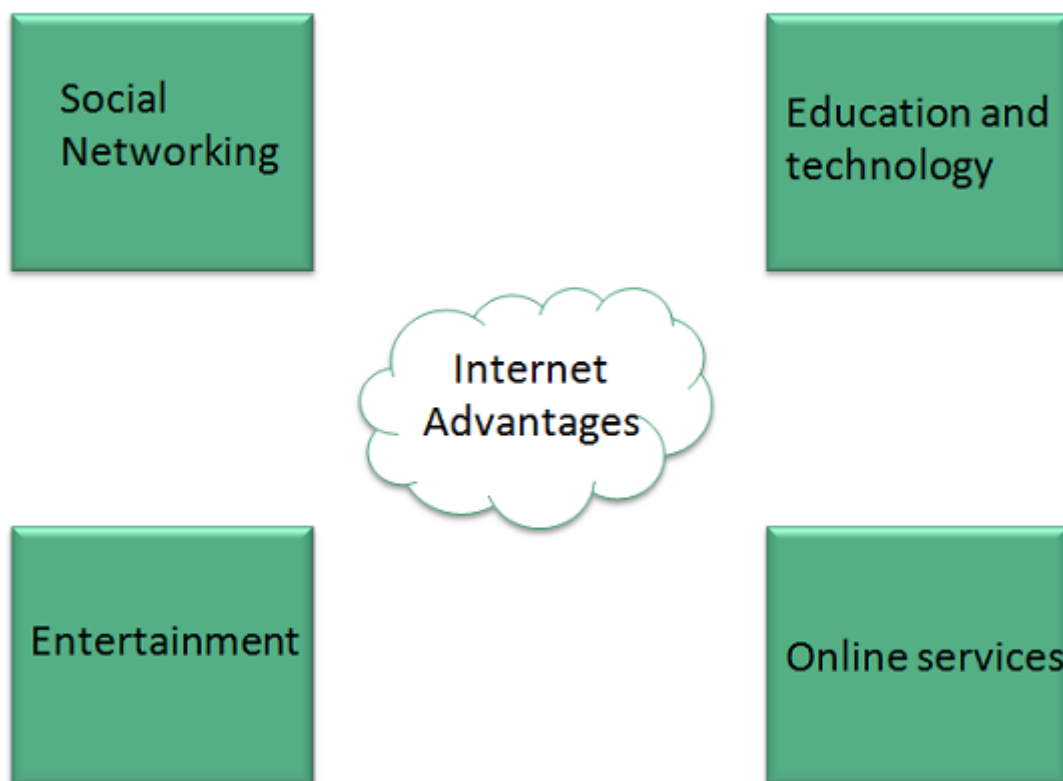 Social
Networking
Education and
technology
Internet
Advantages
Entertainment
Online services